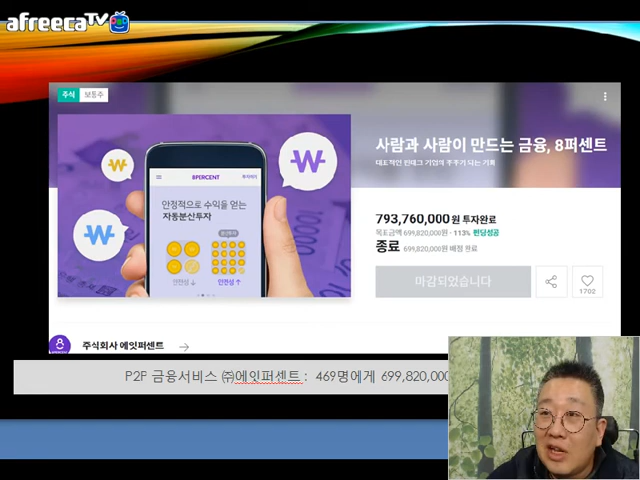 afreecaTV
주식 보통주
사람과 사람이 만드는 금융, 8퍼센트
대표적인 핀테크 기업의 주주가 되는 기회
8PERCENT
안정적으로 수익을 얻는
자동분산투자
안전성↓ 안전성↑
793,760,000원 투자완료
목표금액 699,820,000원 · 113% 펀딩성공
종료 699,820,000원 배정 완료
마감되었습니다
1702
주식회사 에잇퍼센트 →
P2P 금융서비스 ㈜에잇퍼센트 : 469명에게 699,820,000